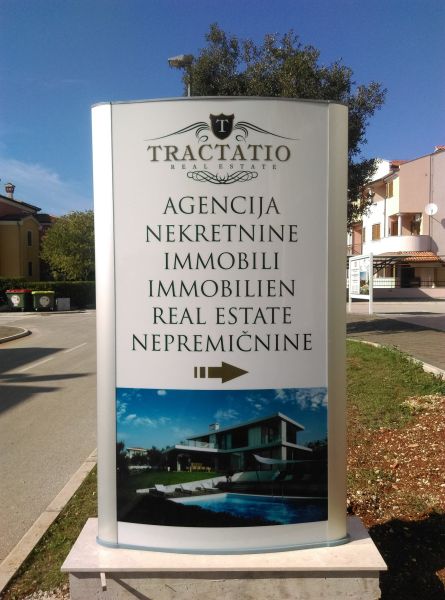 T
TRACTATIO
REAL ESTATE
AGENCIJA
NEKRETNINE
IMMOBILI
IMMOBILIEN
REAL ESTATE
NEPREMIČNINE